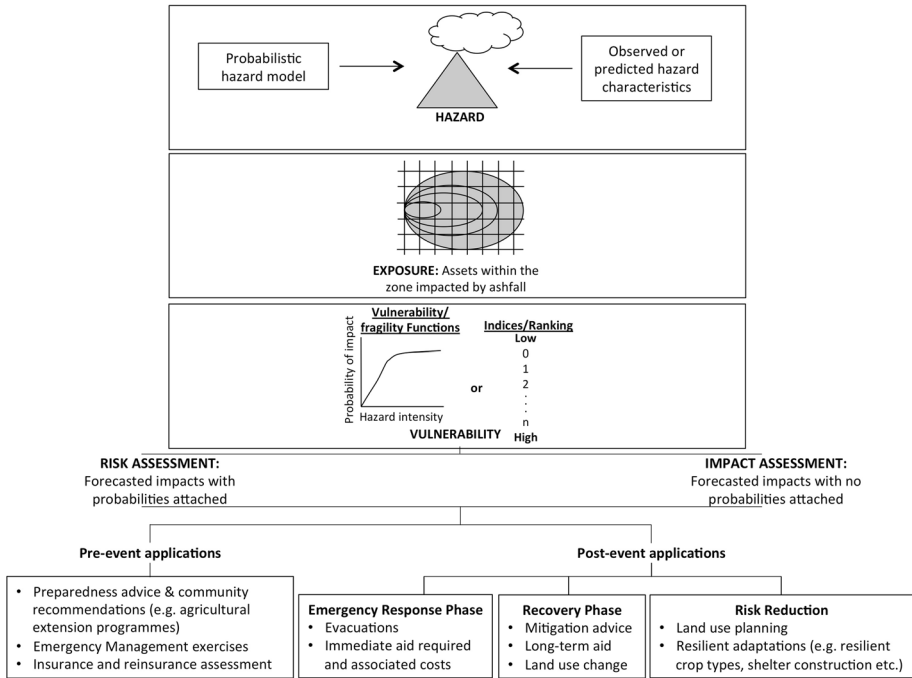 Probabilistic
hazard model
Observed or
predicted hazard
characteristics
HAZARD
EXPOSURE: Assets within the
zone impacted by ashfall
Vulnerability/
fragility Functions
Probability of impact
Hazard intensity
or
Indices/Ranking
Low
0
1
2
.
.
.
n
High
VULNERABILITY
RISK ASSESSMENT:
Forecasted impacts with
probabilities attached
IMPACT ASSESSMENT:
Forecasted impacts with no
probabilities attached
Pre-event applications
Post-event applications
• Preparedness advice & community
recommendations (e.g. agricultural
extension programmes)
• Emergency Management exercises
• Insurance and reinsurance assessment
Emergency Response Phase
• Evacuations
• Immediate aid required
and associated costs
Recovery Phase
• Mitigation advice
• Long-term aid
• Land use change
Risk Reduction
• Land use planning
• Resilient adaptations (e.g. resilient
crop types, shelter construction etc.)